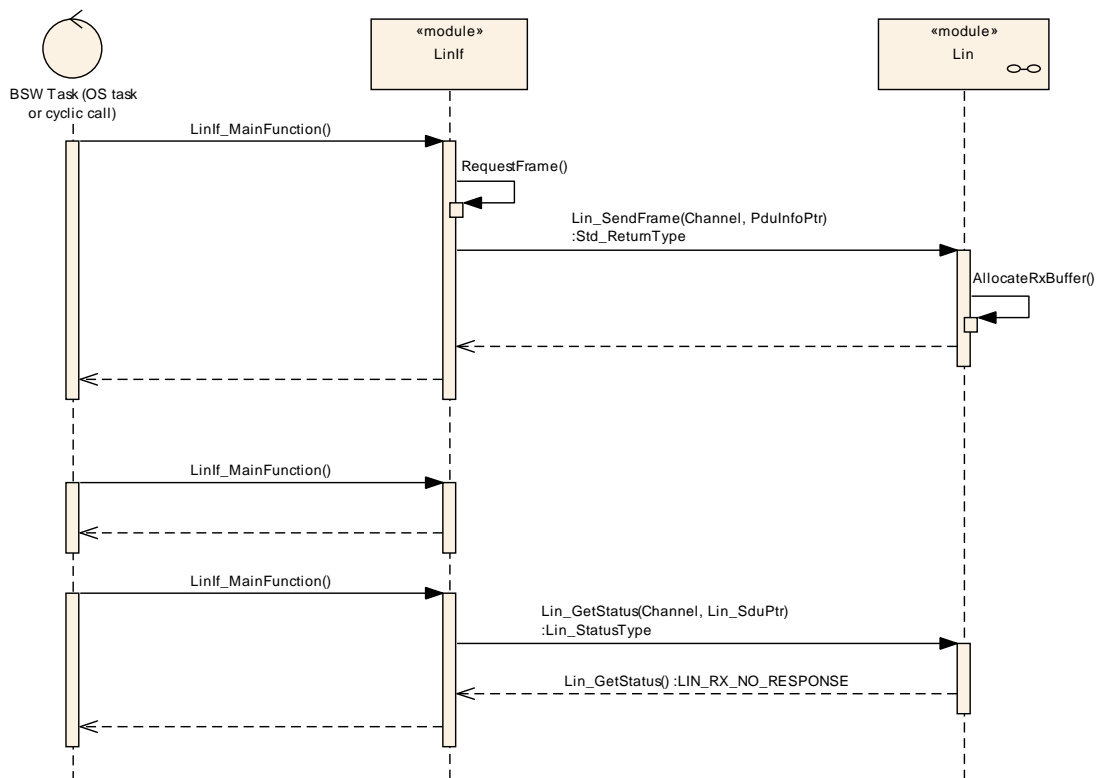 «module»
LinIf
«module»
Lin
BSW Task (OS task
or cyclic call)
LinIf_MainFunction()
RequestFrame()
Lin_SendFrame(Channel, PduInfoPtr)
:Std_ReturnType
AllocateRxBuffer()
LinIf_MainFunction()
LinIf_MainFunction()
Lin_GetStatus(Channel, Lin_SduPtr)
:Lin_StatusType
Lin_GetStatus() :LIN_RX_NO_RESPONSE